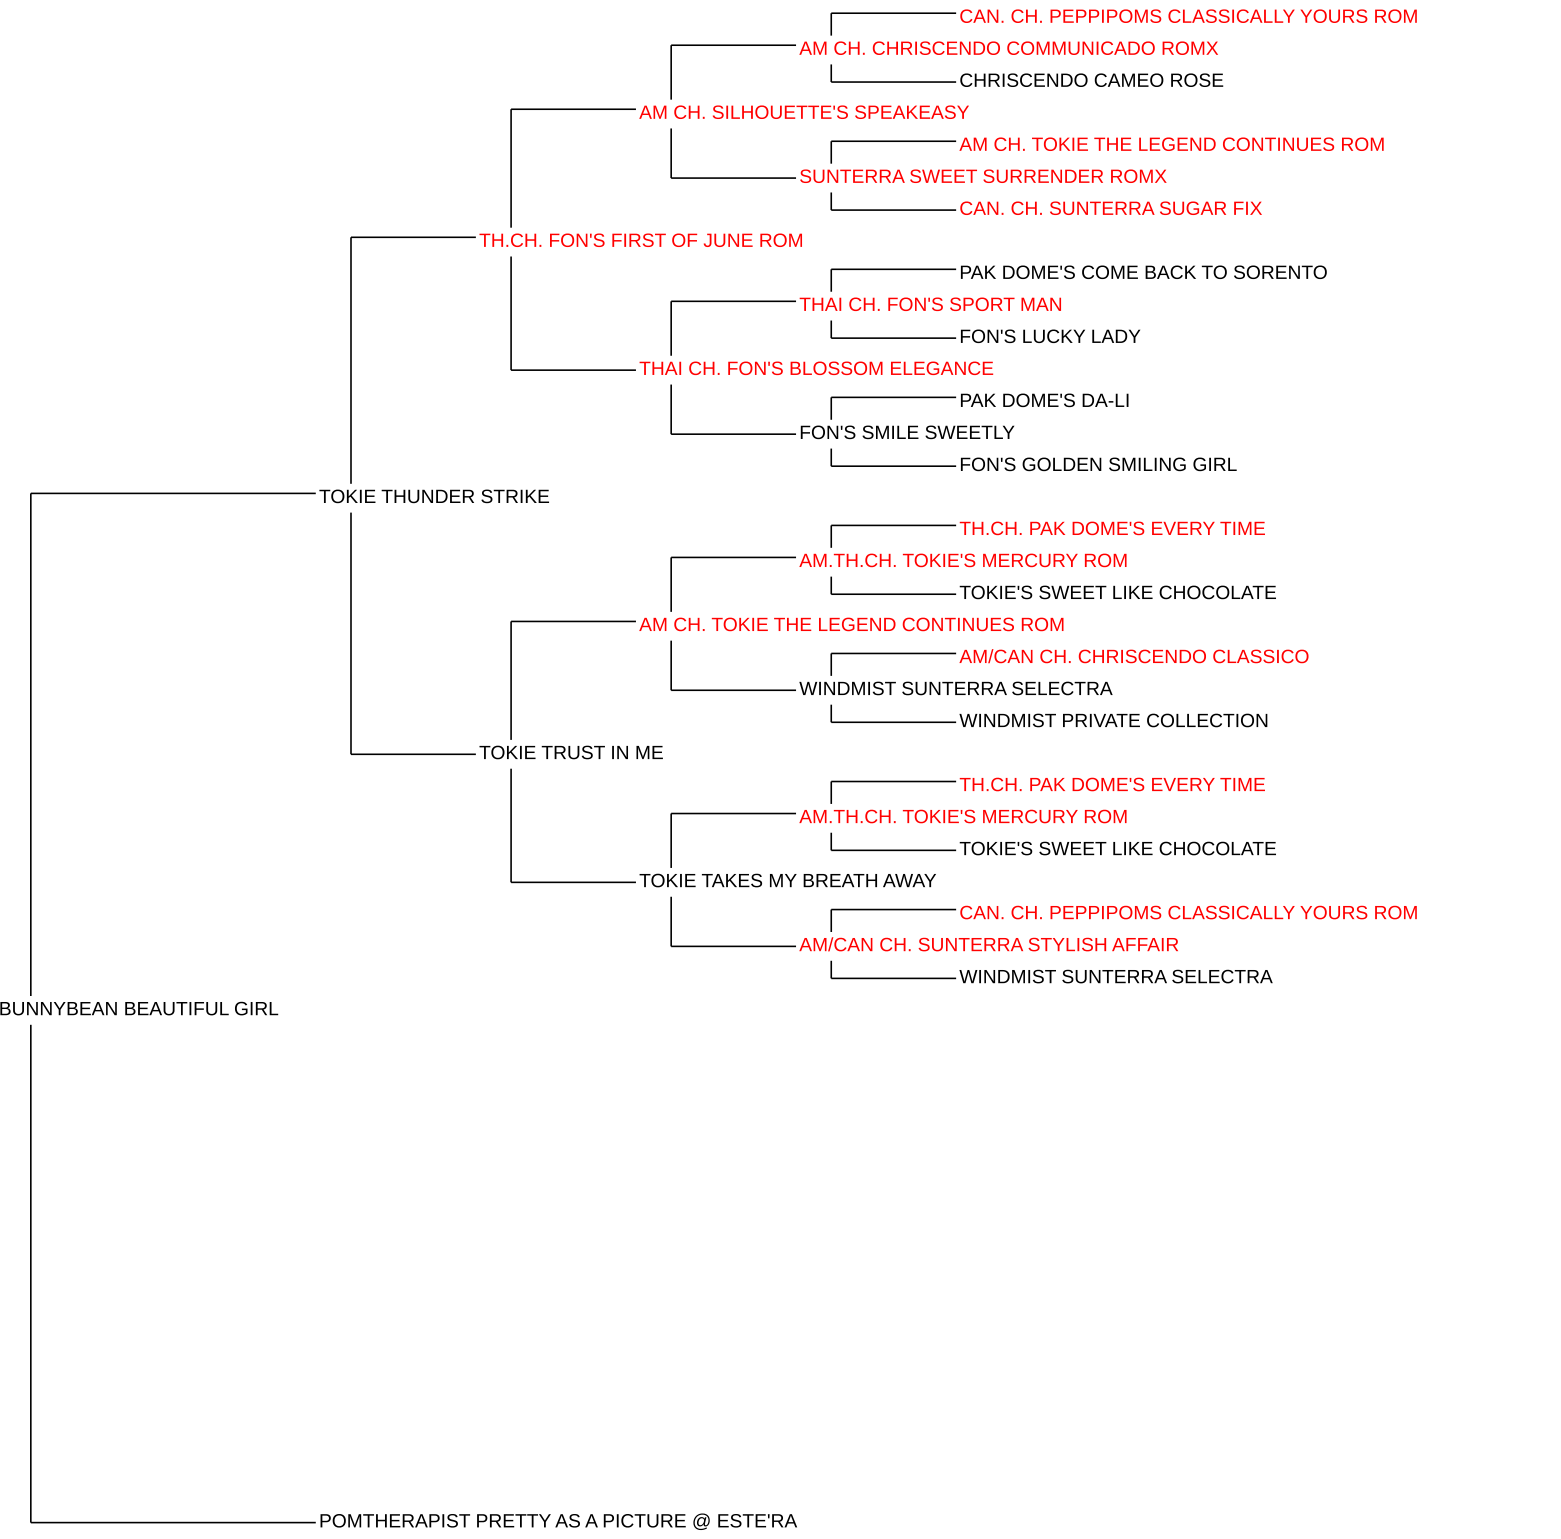 CAN. CH. PEPPIPOMS CLASSICALLY YOURS ROM
AM CH. CHRISCENDO COMMUNICADO ROMX
CHRISCENDO CAMEO ROSE
AM CH. SILHOUETTE'S SPEAKEASY
AM CH. TOKIE THE LEGEND CONTINUES ROM
SUNTERRA SWEET SURRENDER ROMX
CAN. CH. SUNTERRA SUGAR FIX
TH.CH. FON'S FIRST OF JUNE ROM
PAK DOME'S COME BACK TO SORENTO
THAI CH. FON'S SPORT MAN
FON'S LUCKY LADY
THAI CH. FON'S BLOSSOM ELEGANCE
PAK DOME'S DA-LI
FON'S SMILE SWEETLY
FON'S GOLDEN SMILING GIRL
TOKIE THUNDER STRIKE
TH.CH. PAK DOME'S EVERY TIME
AM.TH.CH. TOKIE'S MERCURY ROM
TOKIE'S SWEET LIKE CHOCOLATE
AM CH. TOKIE THE LEGEND CONTINUES ROM
AM/CAN CH. CHRISCENDO CLASSICO
WINDMIST SUNTERRA SELECTRA
WINDMIST PRIVATE COLLECTION
TOKIE TRUST IN ME
TH.CH. PAK DOME'S EVERY TIME
AM.TH.CH. TOKIE'S MERCURY ROM
TOKIE'S SWEET LIKE CHOCOLATE
TOKIE TAKES MY BREATH AWAY
CAN. CH. PEPPIPOMS CLASSICALLY YOURS ROM
AM/CAN CH. SUNTERRA STYLISH AFFAIR
WINDMIST SUNTERRA SELECTRA
BUNNYBEAN BEAUTIFUL GIRL
POMTHERAPIST PRETTY AS A PICTURE @ ESTE'RA